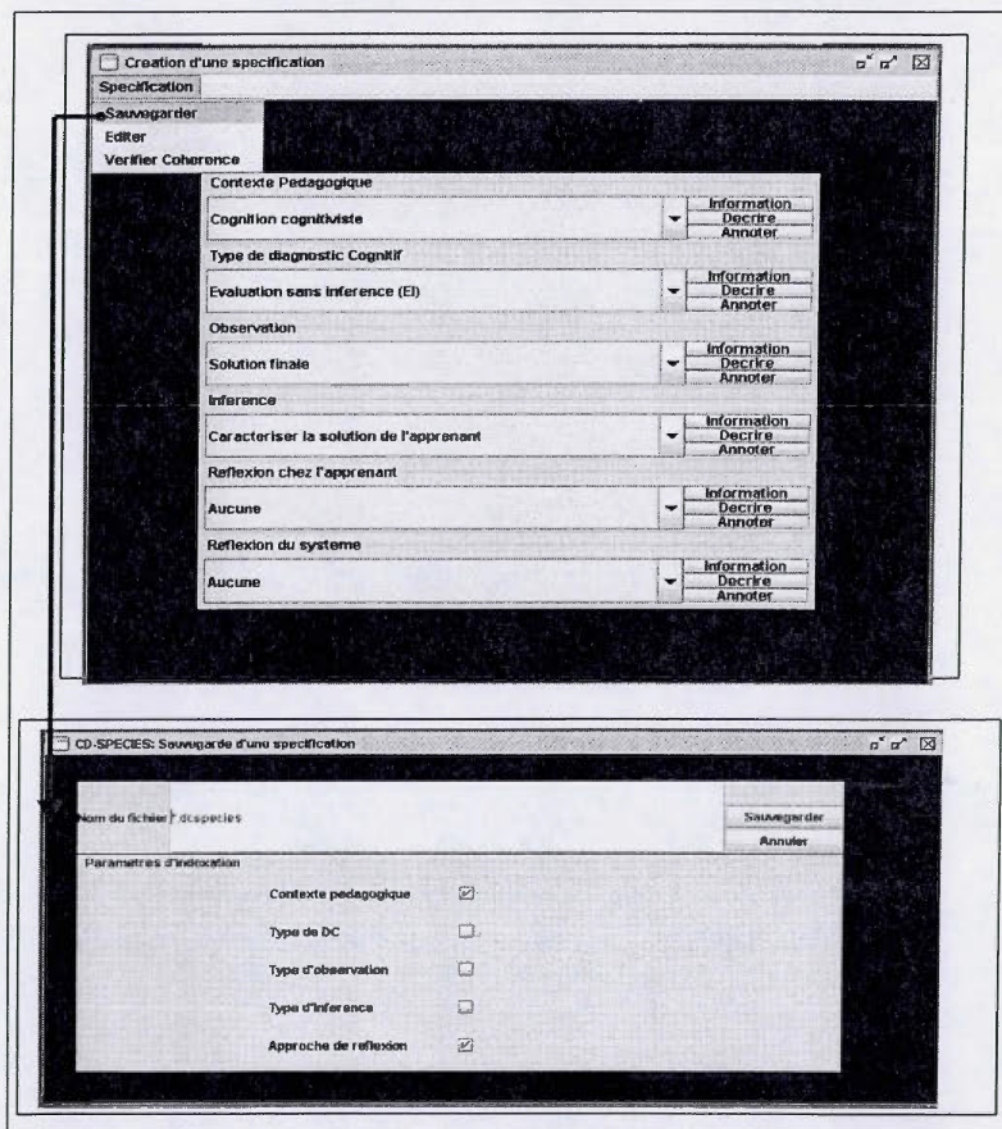 Creation d'une specification
Specification
Sauvegarder
Editer
Verifier Coherence
Contexte Pedagogique
Cognition cognitiviste
Information
Decrire
Annoter
Type de diagnostic Cognitif
Evaluation sans inference (EI)
Information
Decrire
Annoter
Observation
Solution finale
Information
Decrire
Annoter
Inference
Caracteriser la solution de l'apprenant
Information
Decrire
Annoter
Reflexion chez l'apprenant
Aucune
Information
Decrire
Annoter
Reflexion du systeme
Aucune
Information
Decrire
Annoter
CD-SPECIES: Sauvegarde d'une specification
Nom du fichier *.dcspecies
Sauvegarder
Annuler
Parametres d'indexation
Contexte pedagogique
Type de DC
Type d'observation
Type d'inference
Approche de reflexion